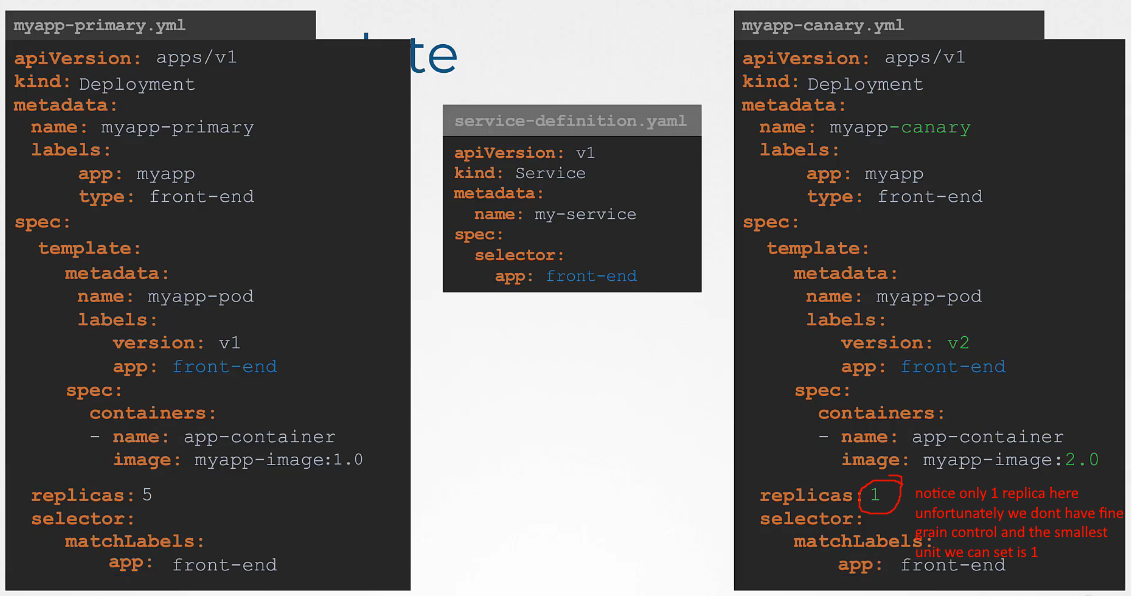 myapp-primary.yml
apiVersion: apps/v1
kind: Deployment
metadata:
name: myapp-primary
labels:
app: myapp
type: front-end
spec:
template:
metadata:
name: myapp-pod
labels:
version: v1
app: front-end
spec:
containers:
- name: app-container
image: myapp-image:1.0
replicas: 5
selector:
matchLabels:
app: front-end
te
service-definition.yaml
apiVersion: v1
kind: Service
metadata:
name: my-service
spec:
selector:
app: front-end
myapp-canary.yml
apiVersion: apps/v1
kind: Deployment
metadata:
name: myapp-canary
labels:
app: myapp
type: front-end
spec:
template:
metadata:
name: myapp-pod
labels:
version: v2
app: front-end
spec:
containers:
- name: app-container
image: myapp-image:2.0
replicas: 1
selector:
matchLabels:
app: front-end
notice only 1 replica here
unfortunately we dont have fine
grain control and the smallest
unit we can set is 1